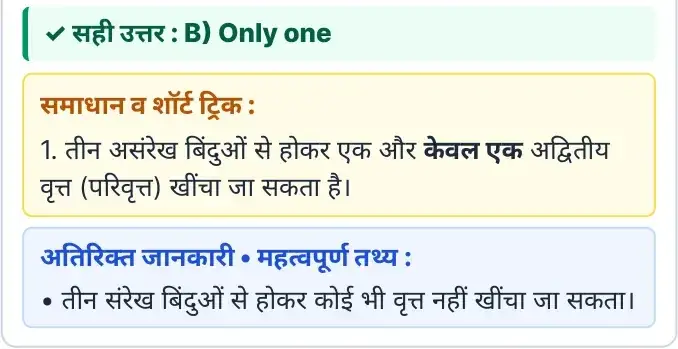 ✓ सही उत्तर : B) Only one
समाधान व शॉर्ट ट्रिक :
1. तीन असंरेख बिंदुओं से होकर एक और केवल एक अद्वितीय
वृत्त (परिवृत्त) खींचा जा सकता है।
अतिरिक्त जानकारी • महत्वपूर्ण तथ्य :
• तीन संरेख बिंदुओं से होकर कोई भी वृत्त नहीं खींचा जा सकता।